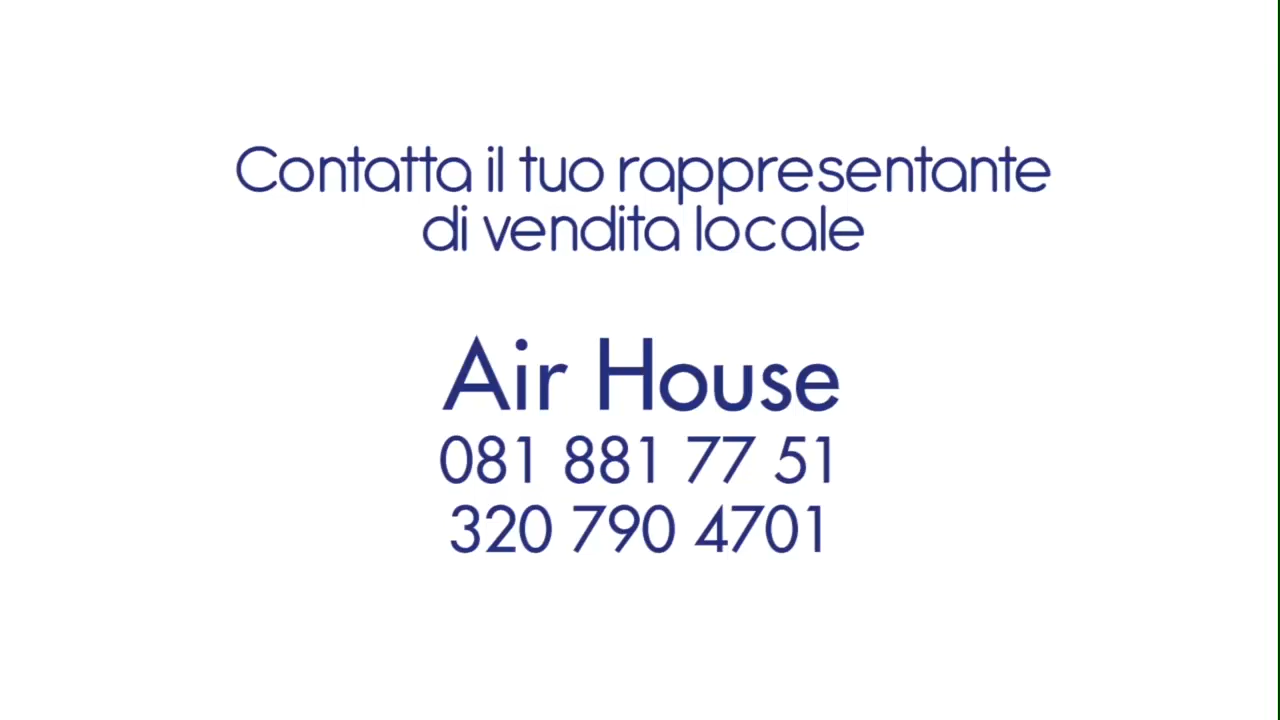 Contatta il tuo rappresentante
di vendita locale
Air House
081 881 77 51
320 790 4701